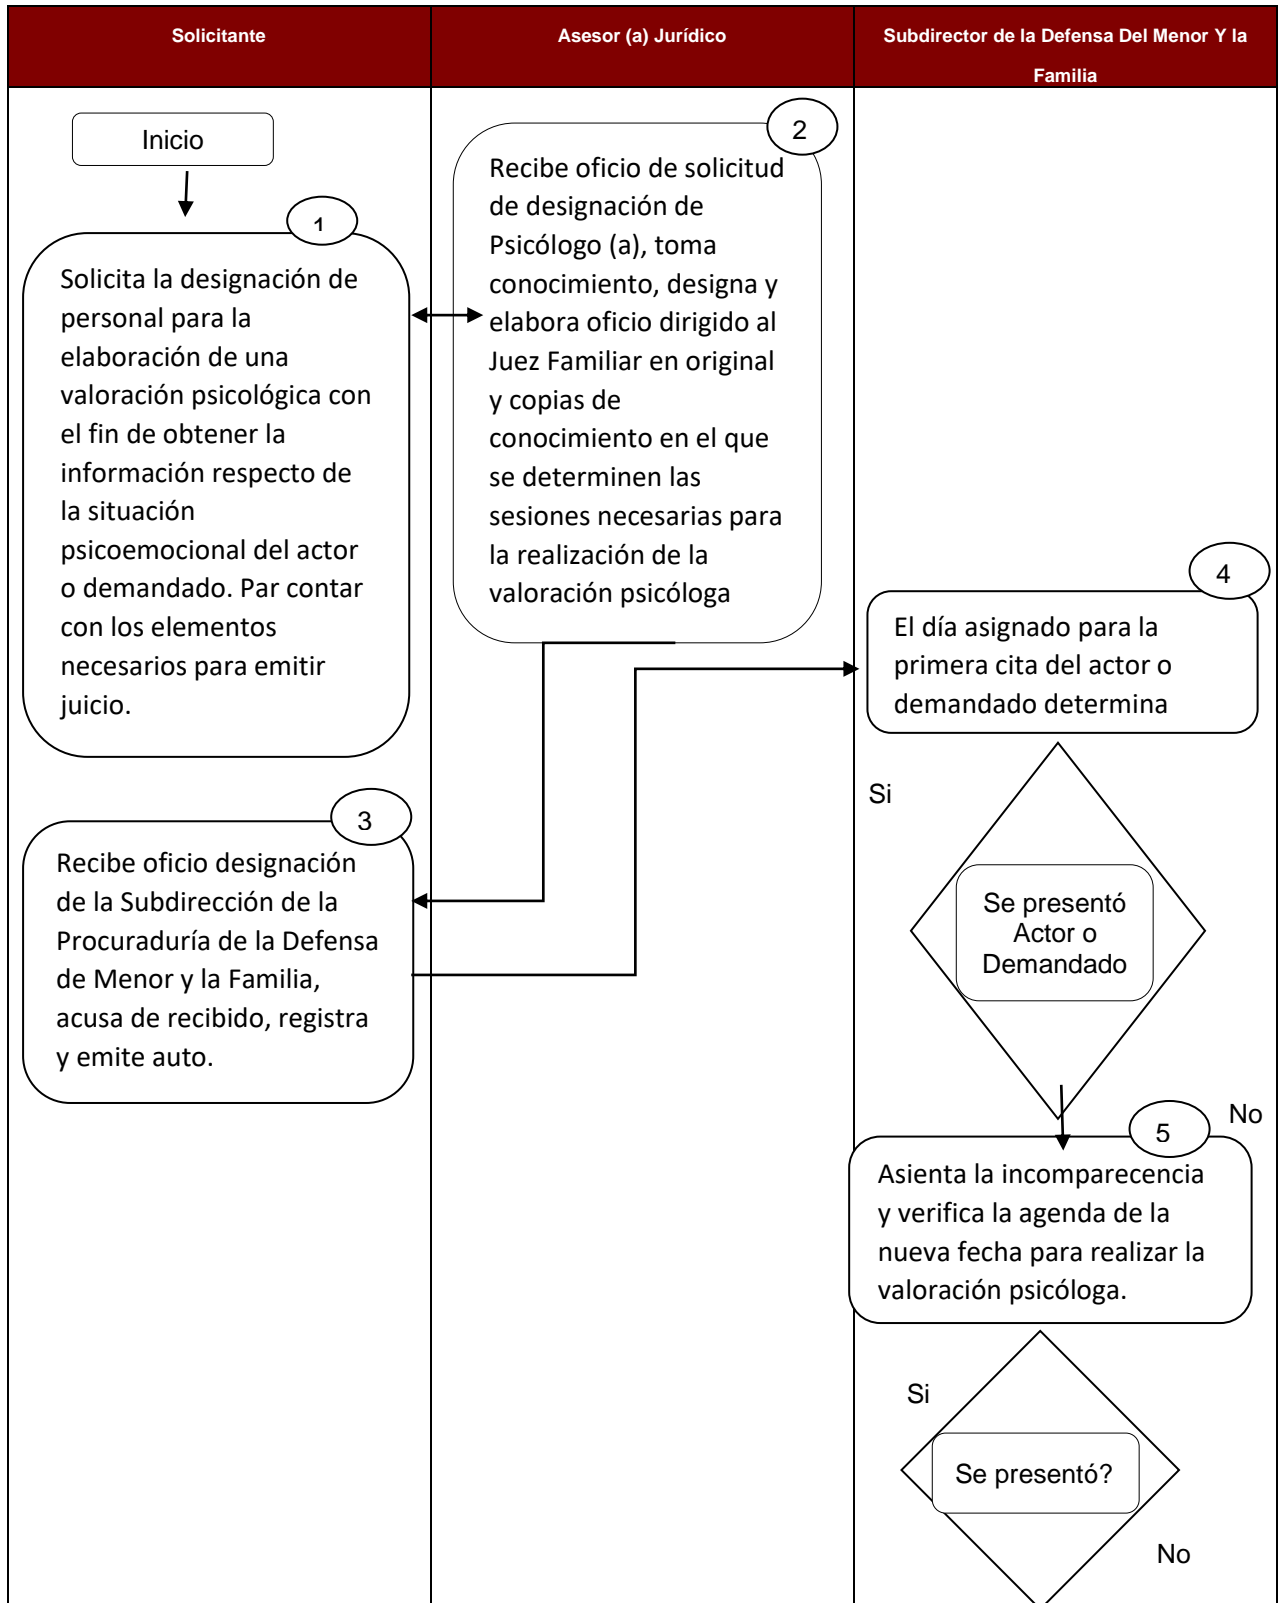 Solicitante
Asesor (a) Jurídico
Subdirector de la Defensa Del Menor Y la
Familia
Inicio
1
Solicita la designación de
personal para la
elaboración de una
valoración psicológica con
el fin de obtener la
información respecto de
la situación
psicoemocional del actor
o demandado. Par contar
con los elementos
necesarios para emitir
juicio.
2
Recibe oficio de solicitud
de designación de
Psicólogo (a), toma
conocimiento, designa y
elabora oficio dirigido al
Juez Familiar en original
y copias de
conocimiento en el que
se determinen las
sesiones necesarias para
la realización de la
valoración psicóloga
3
Recibe oficio designación
de la Subdirección de la
Procuraduría de la Defensa
de Menor y la Familia,
acusa de recibido, registra
y emite auto.
4
El día asignado para la
primera cita del actor o
demandado determina
Si
Se presentó
Actor o
Demandado
No
5
Asienta la incomparecencia
y verifica la agenda de la
nueva fecha para realizar la
valoración psicóloga.
Si
Se presentó?
No